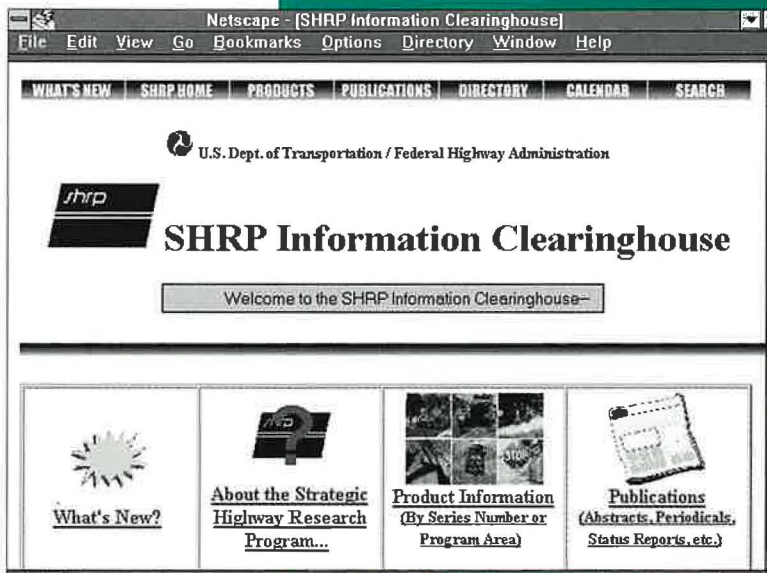 Netscape - [SHRP Information Clearinghouse]
File Edit View Go Bookmarks Options Directory Window Help
WHAT'S NEW SHRP HOME PRODUCTS PUBLICATIONS DIRECTORY CALENDAR SEARCH
U.S. Dept. of Transportation / Federal Highway Administration
shrp
SHRP Information Clearinghouse
Welcome to the SHRP Information Clearinghouse–
shrp
STOP
What's New?
About the Strategic
Highway Research
Program...
Product Information
(By Series Number or
Program Area)
Publications
(Abstracts, Periodicals,
Status Reports, etc.)